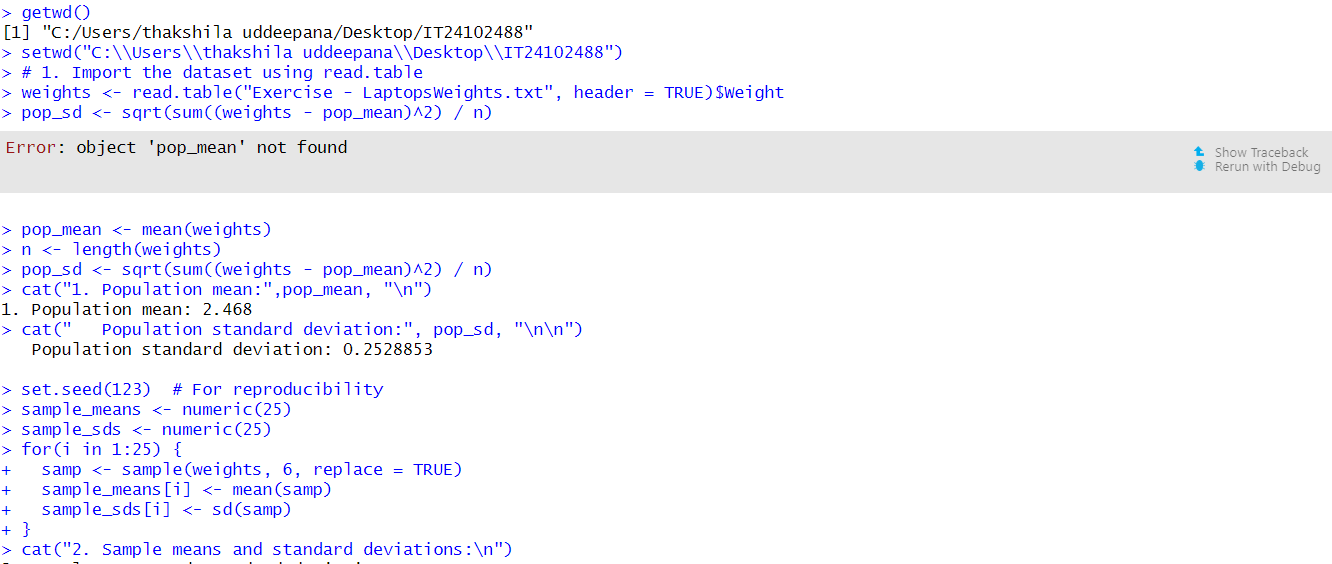 > getwd()
[1] "C:/Users/thakshila uddeepana/Desktop/IT24102488"
> setwd("C:\\Users\\thakshila uddeepana\\Desktop\\IT24102488")
> # 1. Import the dataset using read.table
> weights <- read.table("Exercise - LaptopsWeights.txt", header = TRUE)$Weight
> pop_sd <- sqrt(sum((weights - pop_mean)^2) / n)
Error: object 'pop_mean' not found
Show Traceback
Rerun with Debug
> pop_mean <- mean(weights)
> n <- length(weights)
> pop_sd <- sqrt(sum((weights - pop_mean)^2) / n)
> cat("1. Population mean:",pop_mean, "\n")
1. Population mean: 2.468
> cat("   Population standard deviation:", pop_sd, "\n\n")
   Population standard deviation: 0.2528853
> set.seed(123)  # For reproducibility
> sample_means <- numeric(25)
> sample_sds <- numeric(25)
> for(i in 1:25) {
+   samp <- sample(weights, 6, replace = TRUE)
+   sample_means[i] <- mean(samp)
+   sample_sds[i] <- sd(samp)
+ }
> cat("2. Sample means and standard deviations:\n")